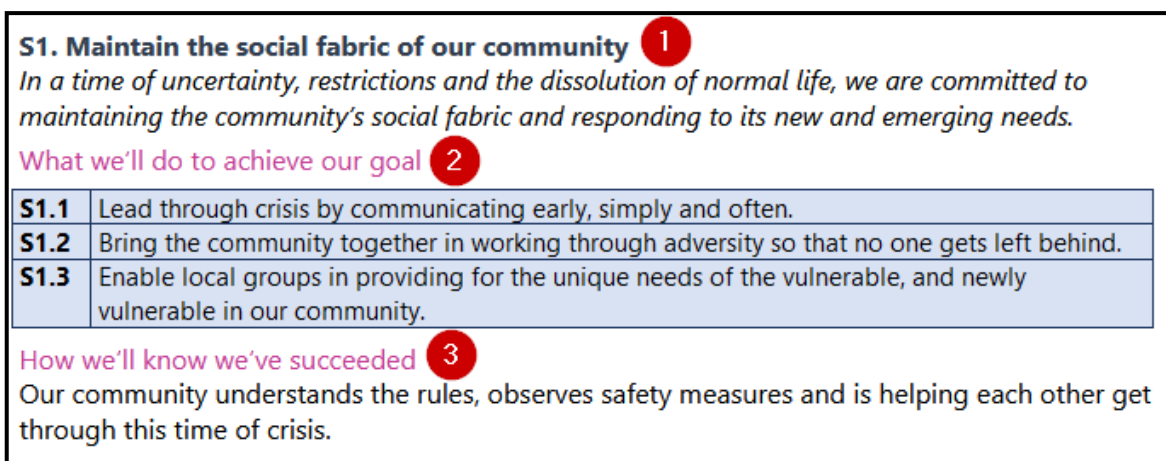 S1. Maintain the social fabric of our community 1
In a time of uncertainty, restrictions and the dissolution of normal life, we are committed to
maintaining the community's social fabric and responding to its new and emerging needs.
What we'll do to achieve our goal 2
S1.1 Lead through crisis by communicating early, simply and often.
S1.2 Bring the community together in working through adversity so that no one gets left behind.
S1.3 Enable local groups in providing for the unique needs of the vulnerable, and newly
vulnerable in our community.
How we'll know we've succeeded 3
Our community understands the rules, observes safety measures and is helping each other get
through this time of crisis.